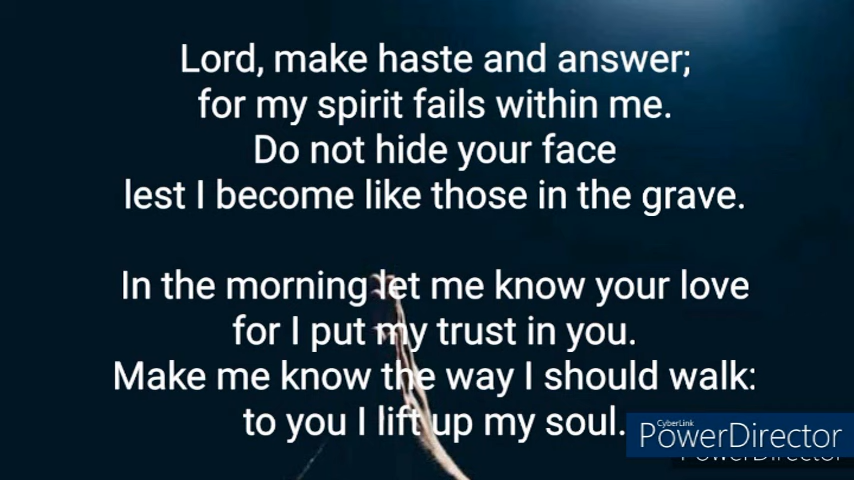 Lord, make haste and answer;
for my spirit fails within me.
Do not hide your face
lest I become like those in the grave.
In the morning let me know your love
for I put my trust in you.
Make me know the way I should walk:
to you I lift up my soul.
CyberLink
PowerDirector
PowerDirector